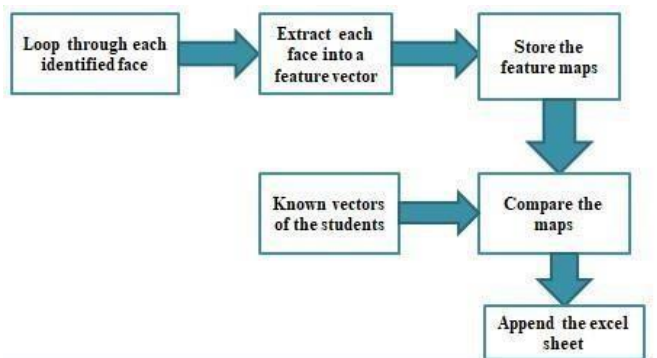 Loop through each
identified face
Extract each
face into a
feature vector
Store the
feature maps
Known vectors
of the students
Compare the
maps
Append the excel
sheet